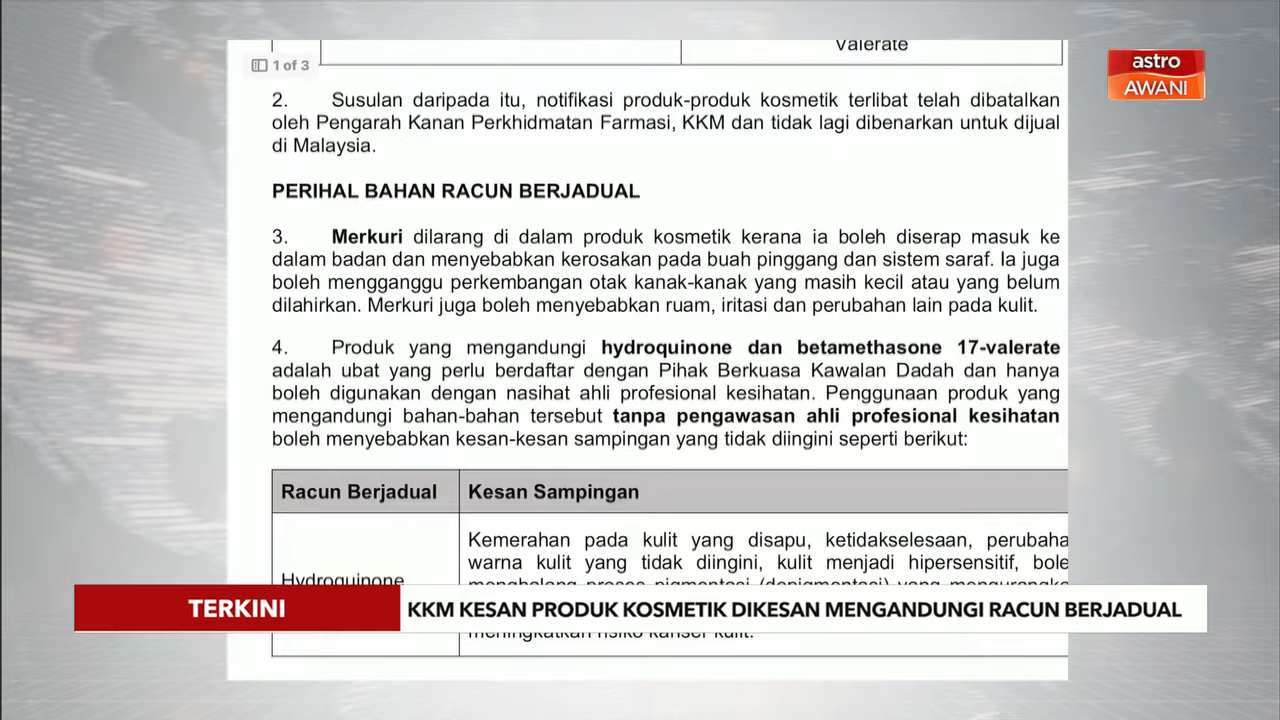 Valerate
1 of 3
astro
AWANI
2. Susulan daripada itu, notifikasi produk-produk kosmetik terlibat telah dibatalkan
oleh Pengarah Kanan Perkhidmatan Farmasi, KKM dan tidak lagi dibenarkan untuk dijual
di Malaysia.
PERIHAL BAHAN RACUN BERJADUAL
3. Merkuri dilarang di dalam produk kosmetik kerana ia boleh diserap masuk ke
dalam badan dan menyebabkan kerosakan pada buah pinggang dan sistem saraf. Ia juga
boleh mengganggu perkembangan otak kanak-kanak yang masih kecil atau yang belum
dilahirkan. Merkuri juga boleh menyebabkan ruam, iritasi dan perubahan lain pada kulit.
4. Produk yang mengandungi hydroquinone dan betamethasone 17-valerate
adalah ubat yang perlu berdaftar dengan Pihak Berkuasa Kawalan Dadah dan hanya
boleh digunakan dengan nasihat ahli profesional kesihatan. Penggunaan produk yang
mengandungi bahan-bahan tersebut tanpa pengawasan ahli profesional kesihatan
boleh menyebabkan kesan-kesan sampingan yang tidak diingini seperti berikut:
Racun Berjadual Kesan Sampingan
Kemerahan pada kulit yang disapu, ketidakselesaan, perubaha
warna kulit yang tidak diingini, kulit menjadi hipersensitif, bole
Hydroquinone menghalang proses pigmentasi (depigmentasi) yang mengurangka
TERKINI KKM KESAN PRODUK KOSMETIK DIKESAN MENGANDUNGI RACUN BERJADUAL
meningkatkan risiko kanser kulit.